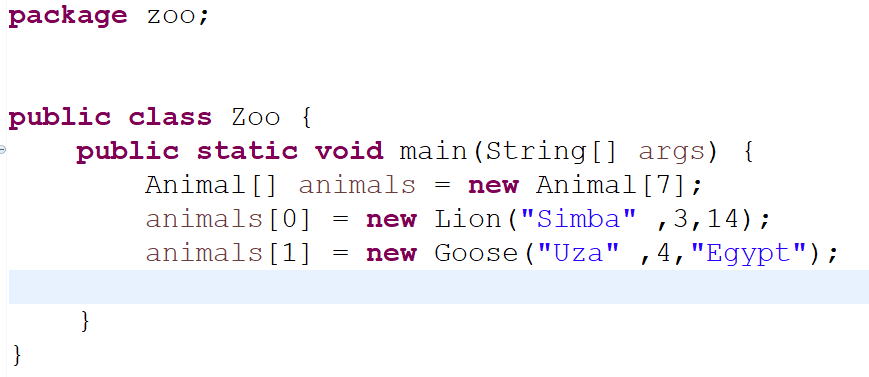 package zoo;
public class Zoo {
public static void main(String[] args) {
Animal[] animals = new Animal[7];
animals[0] = new Lion("Simba" ,3,14);
animals[1] = new Goose("Uza" ,4,"Egypt");
}
}